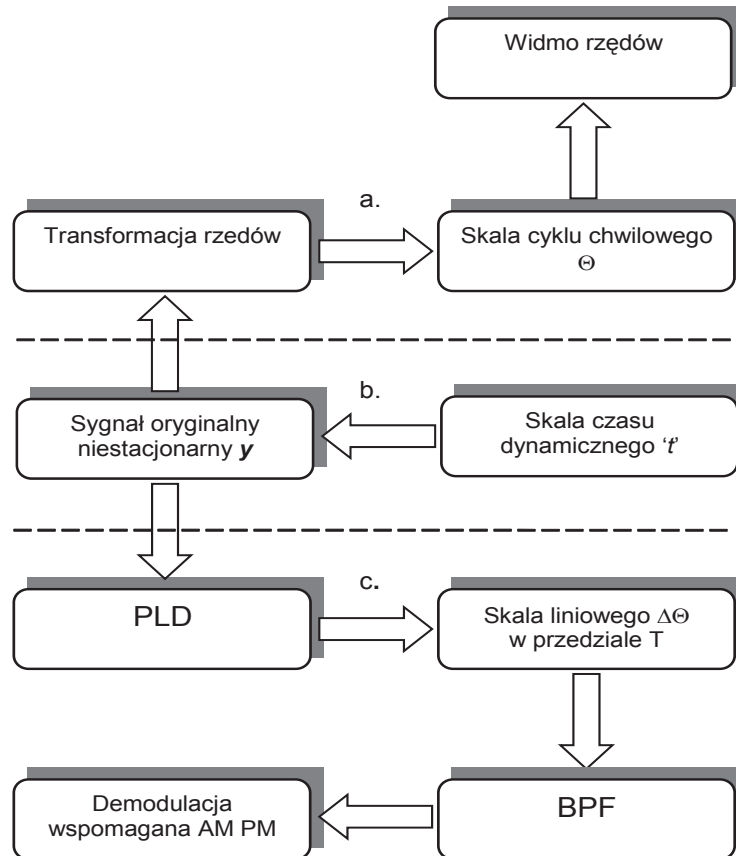 Widmo rzędów
a.
Transformacja rzedów
Skala cyklu chwilowego
Θ
b.
Sygnał oryginalny
niestacjonarny y
Skala czasu
dynamicznego ‘t’
c.
PLD
Skala liniowego ΔΘ
w przedziale T
Demodulacja
wspomagana AM PM
BPF